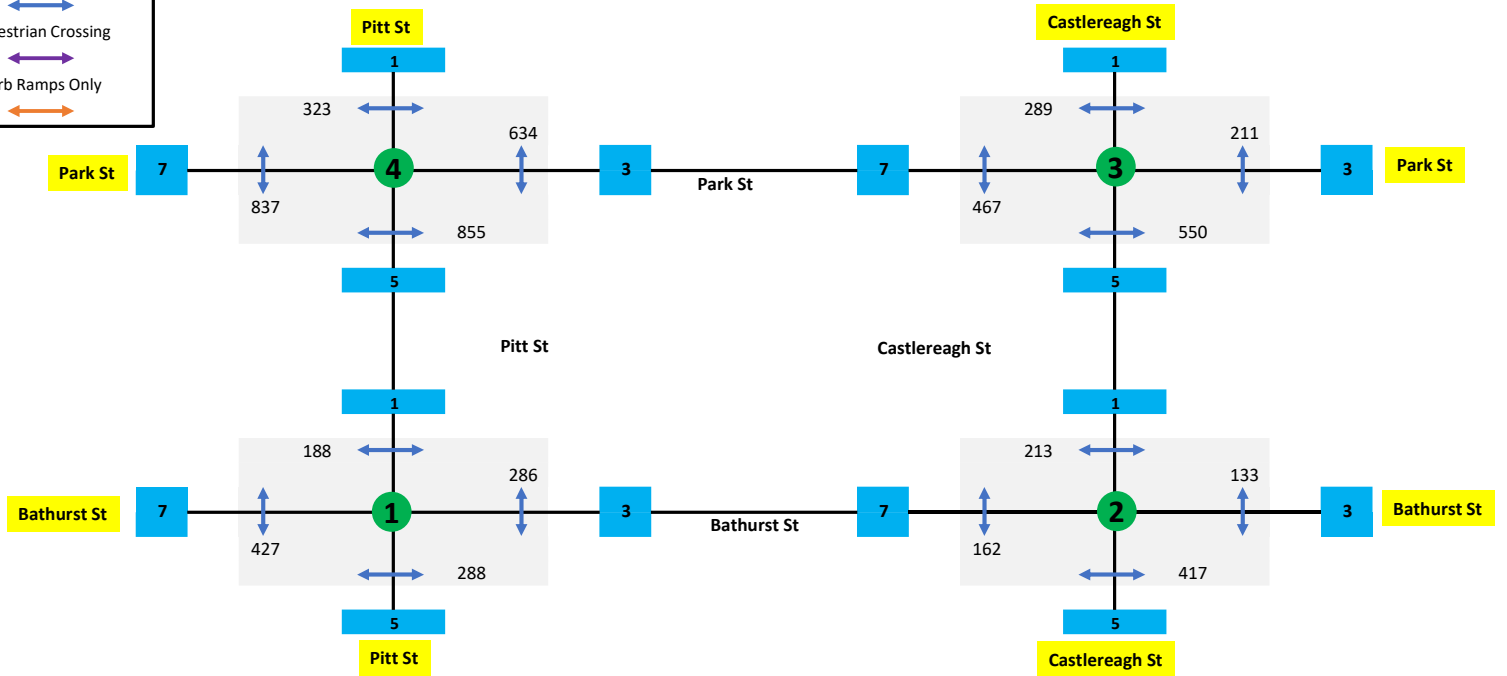 estrian Crossing
rb Ramps Only
Pitt St
Castlereagh St
1
1
323
289
634
211
Park St
7
4
3
Park St
7
3
3
Park St
837
467
855
550
5
5
Pitt St
Castlereagh St
1
1
188
213
286
133
Bathurst St
7
1
3
Bathurst St
7
2
3
Bathurst St
427
162
288
417
5
5
Pitt St
Castlereagh St